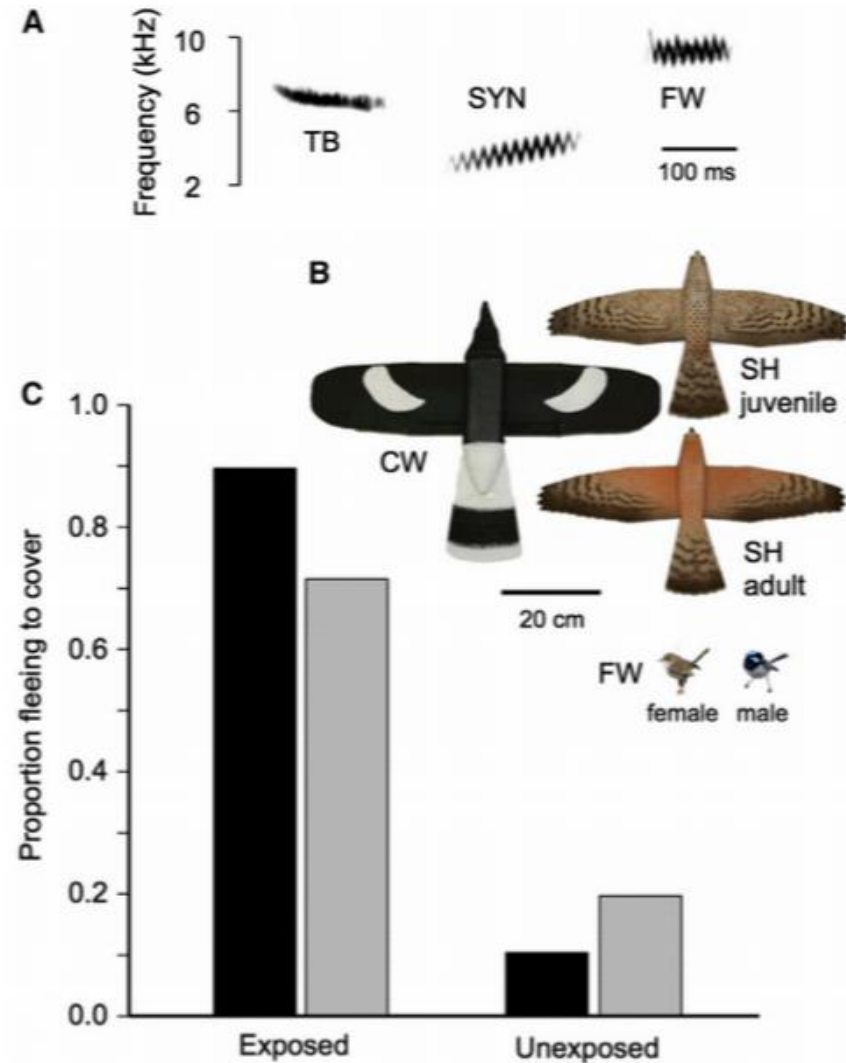 A
Frequency (kHz)
10
6
2
TB
SYN
FW
100 ms
B
CW
SH
juvenile
SH
adult
20 cm
FW
female male
C
Proportion fleeing to cover
1.0
0.8
0.6
0.4
0.2
0.0
Exposed Unexposed